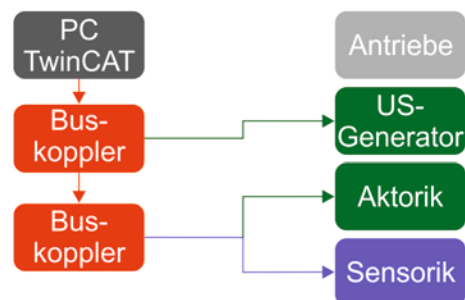 PC
TwinCAT
Bus-
koppler
Bus-
koppler
Antriebe
US-
Generator
Aktorik
Sensorik